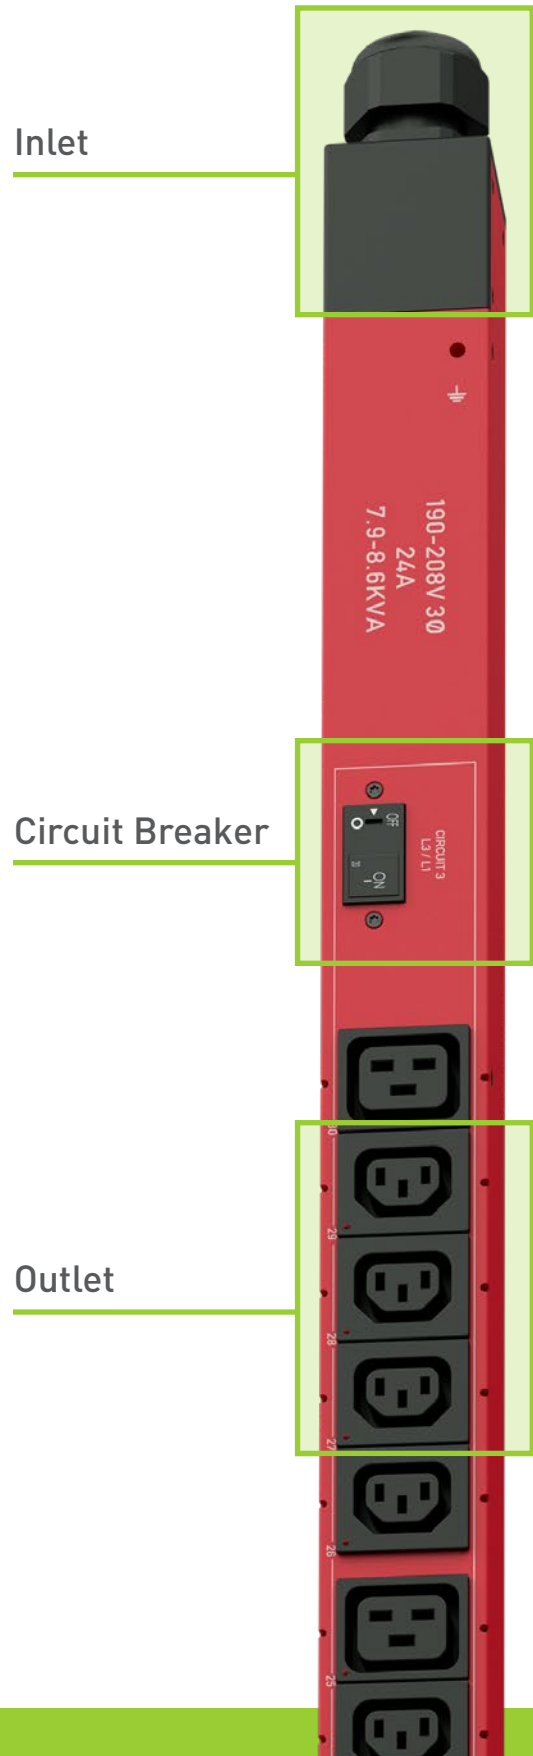 Inlet
190-208V 3Ø
24A
7.9-8.6KVA
Circuit Breaker
OFF
ON
CIRCUIT 3
L3 / L1
30
29
Outlet
28
27
26
25